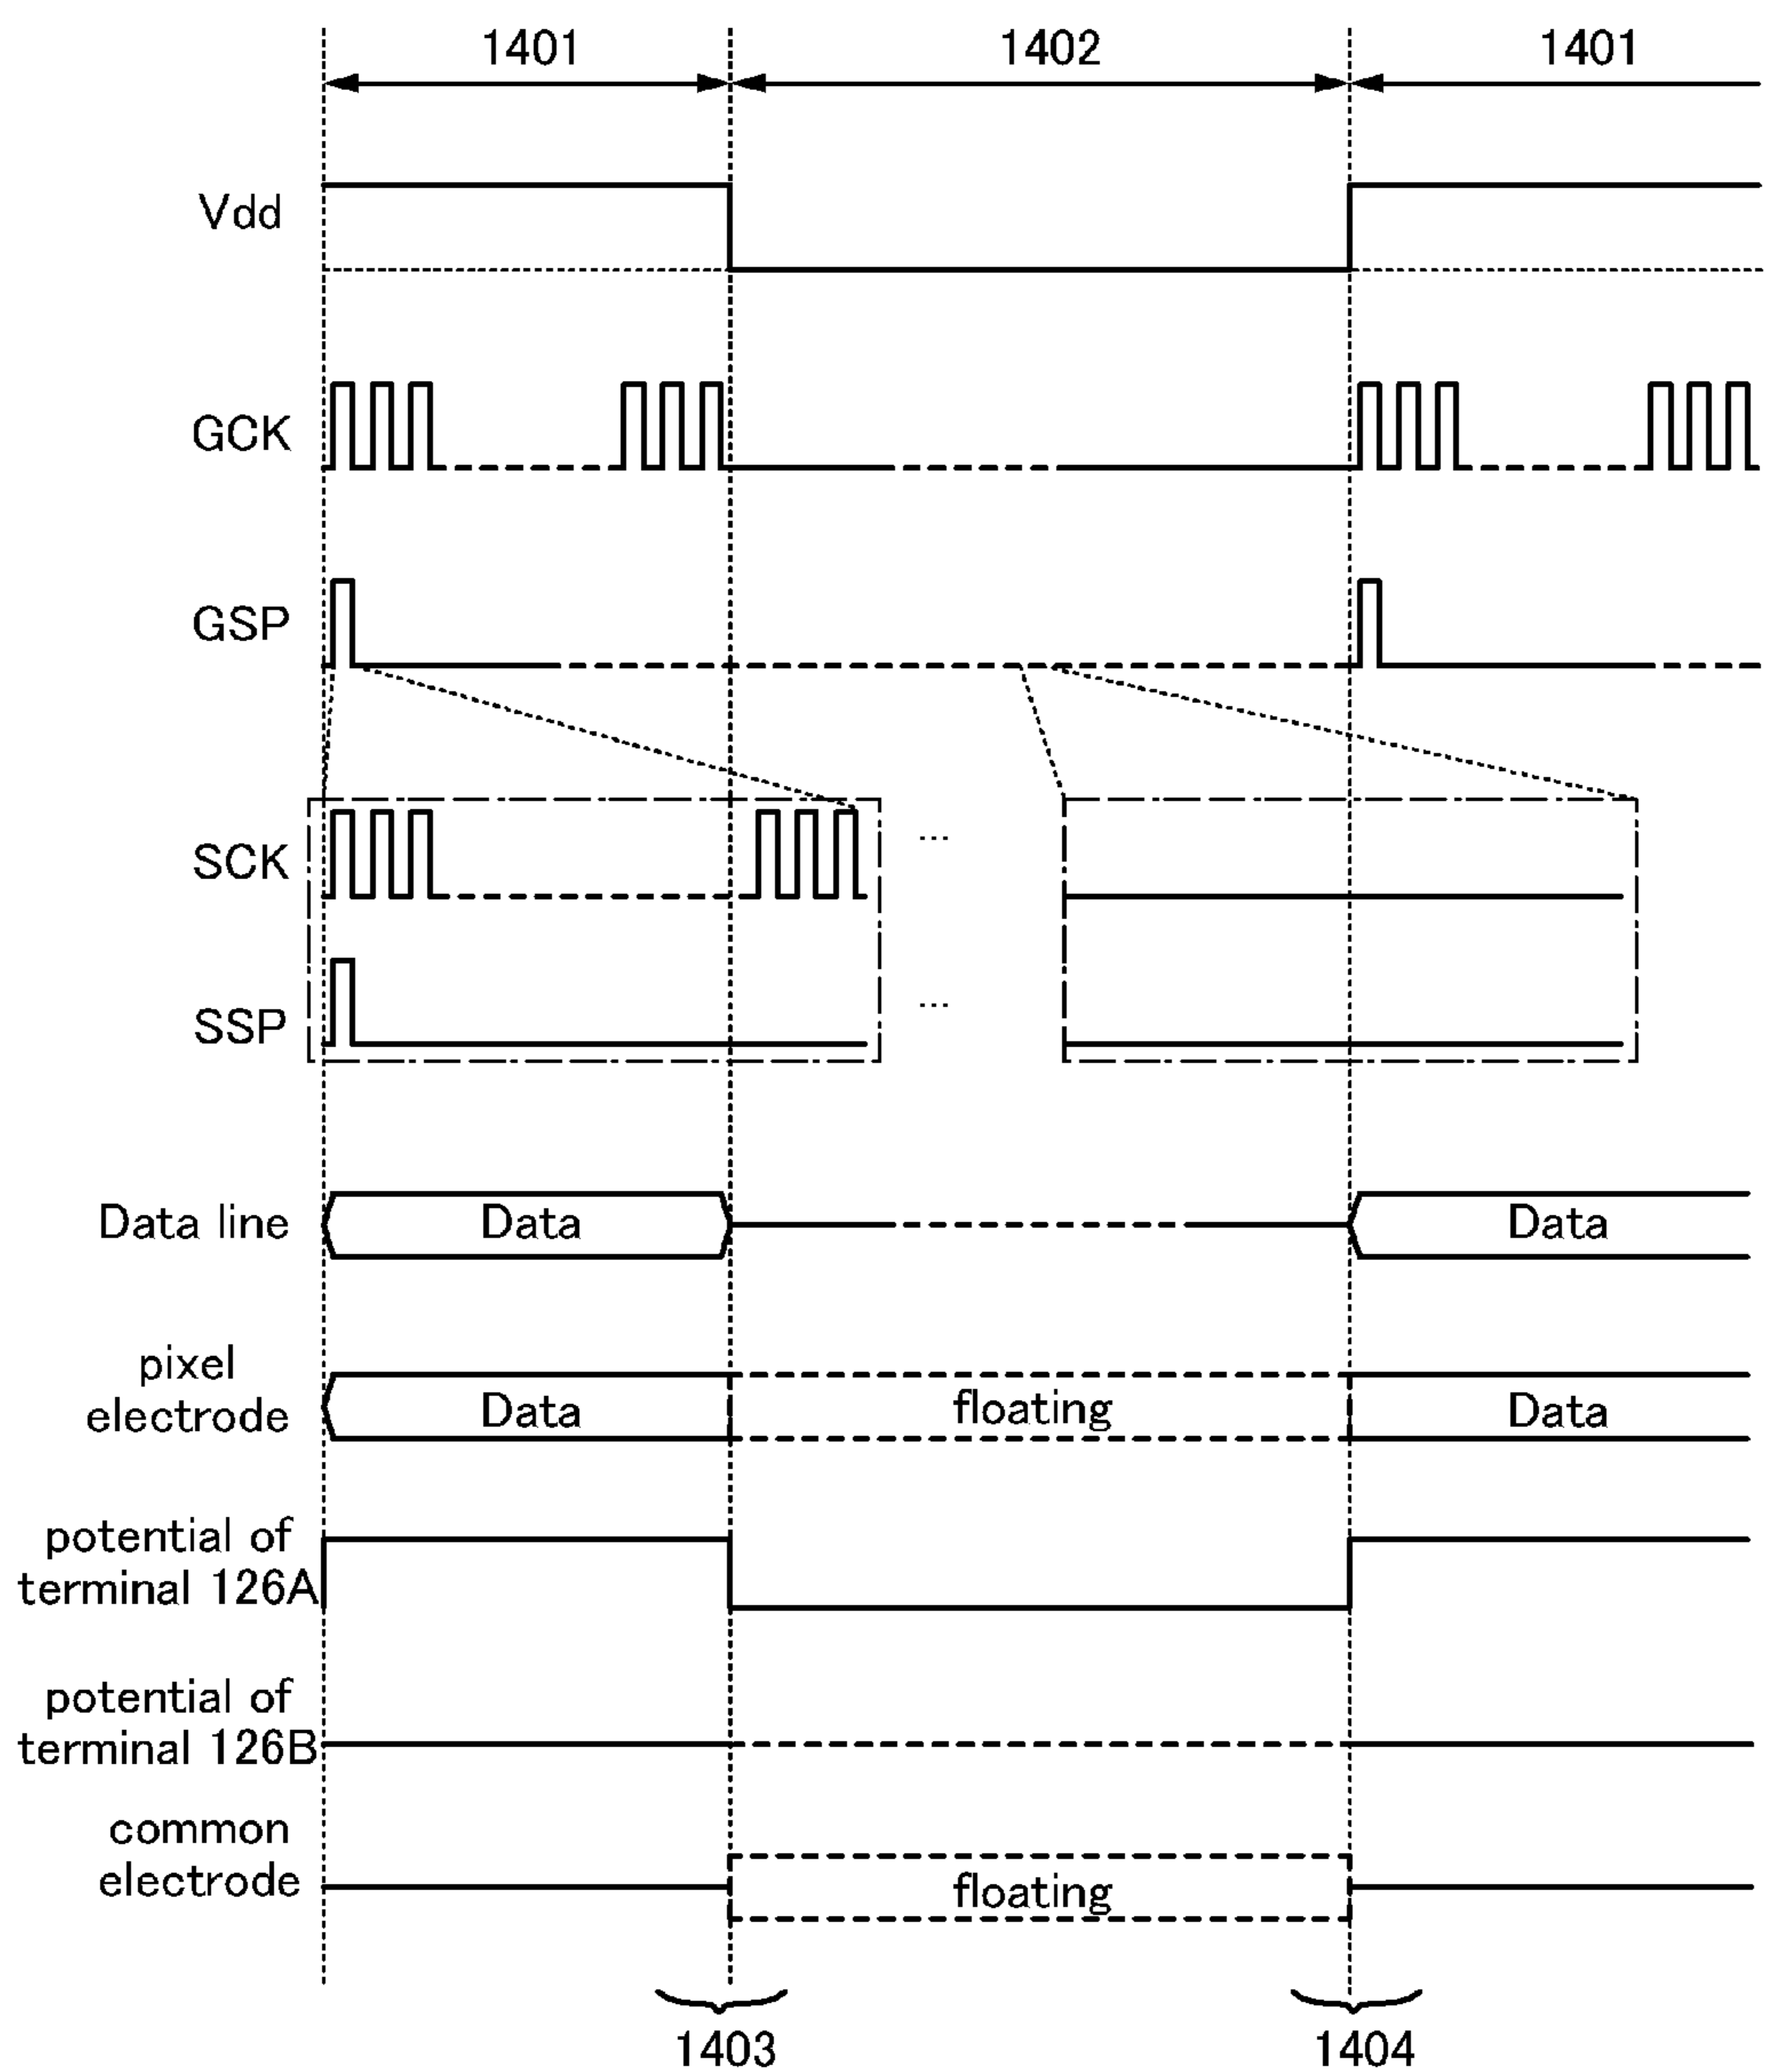 1401
1402
1401
Vdd
GCK
GSP
SCK
...
SSP
...
Data line
Data
Data
pixel
electrode
Data
floating
Data
potential of
terminal 126A
potential of
terminal 126B
common
electrode
floating
1403
1404